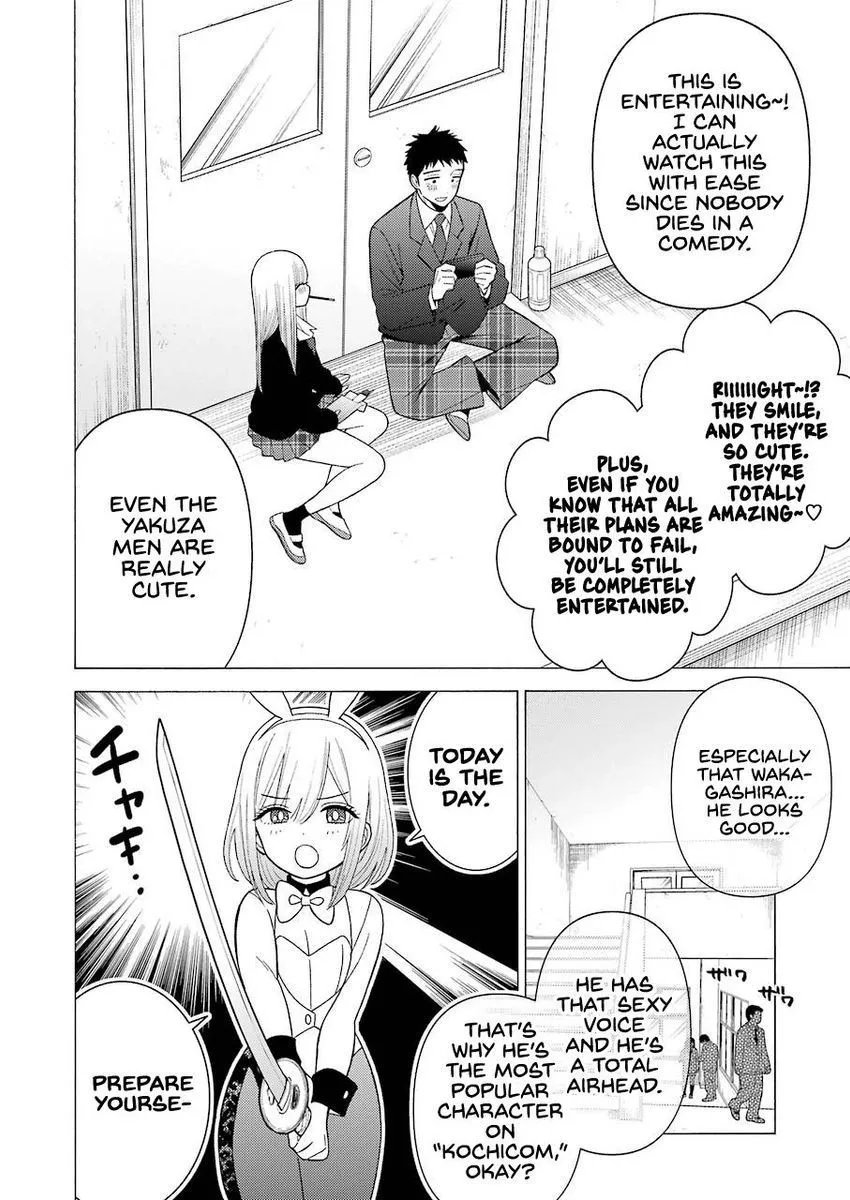 THIS IS
ENTERTAINING~!
I CAN
ACTUALLY
WATCH THIS
WITH EASE
SINCE NOBODY
DIES IN A
COMEDY.
RIIIIIIGHT~!?
THEY SMILE,
AND THEY'RE
SO CUTE.
THEY'RE
TOTALLY
AMAZING~♡
PLUS,
EVEN IF YOU
KNOW THAT ALL
THEIR PLANS ARE
BOUND TO FAIL,
YOU'LL STILL
BE COMPLETELY
ENTERTAINED.
EVEN THE
YAKUZA
MEN ARE
REALLY
CUTE.
ESPECIALLY
THAT WAKA-
GASHIRA...
HE LOOKS
GOOD...
ザワ
ザワ
HE HAS
THAT SEXY
VOICE
AND HE'S
A TOTAL
AIRHEAD.
THAT'S
WHY HE'S
THE MOST
POPULAR
CHARACTER
ON
"KOCHICOM,"
OKAY?
TODAY
IS THE
DAY.
チャキ..
PREPARE
YOURSE-